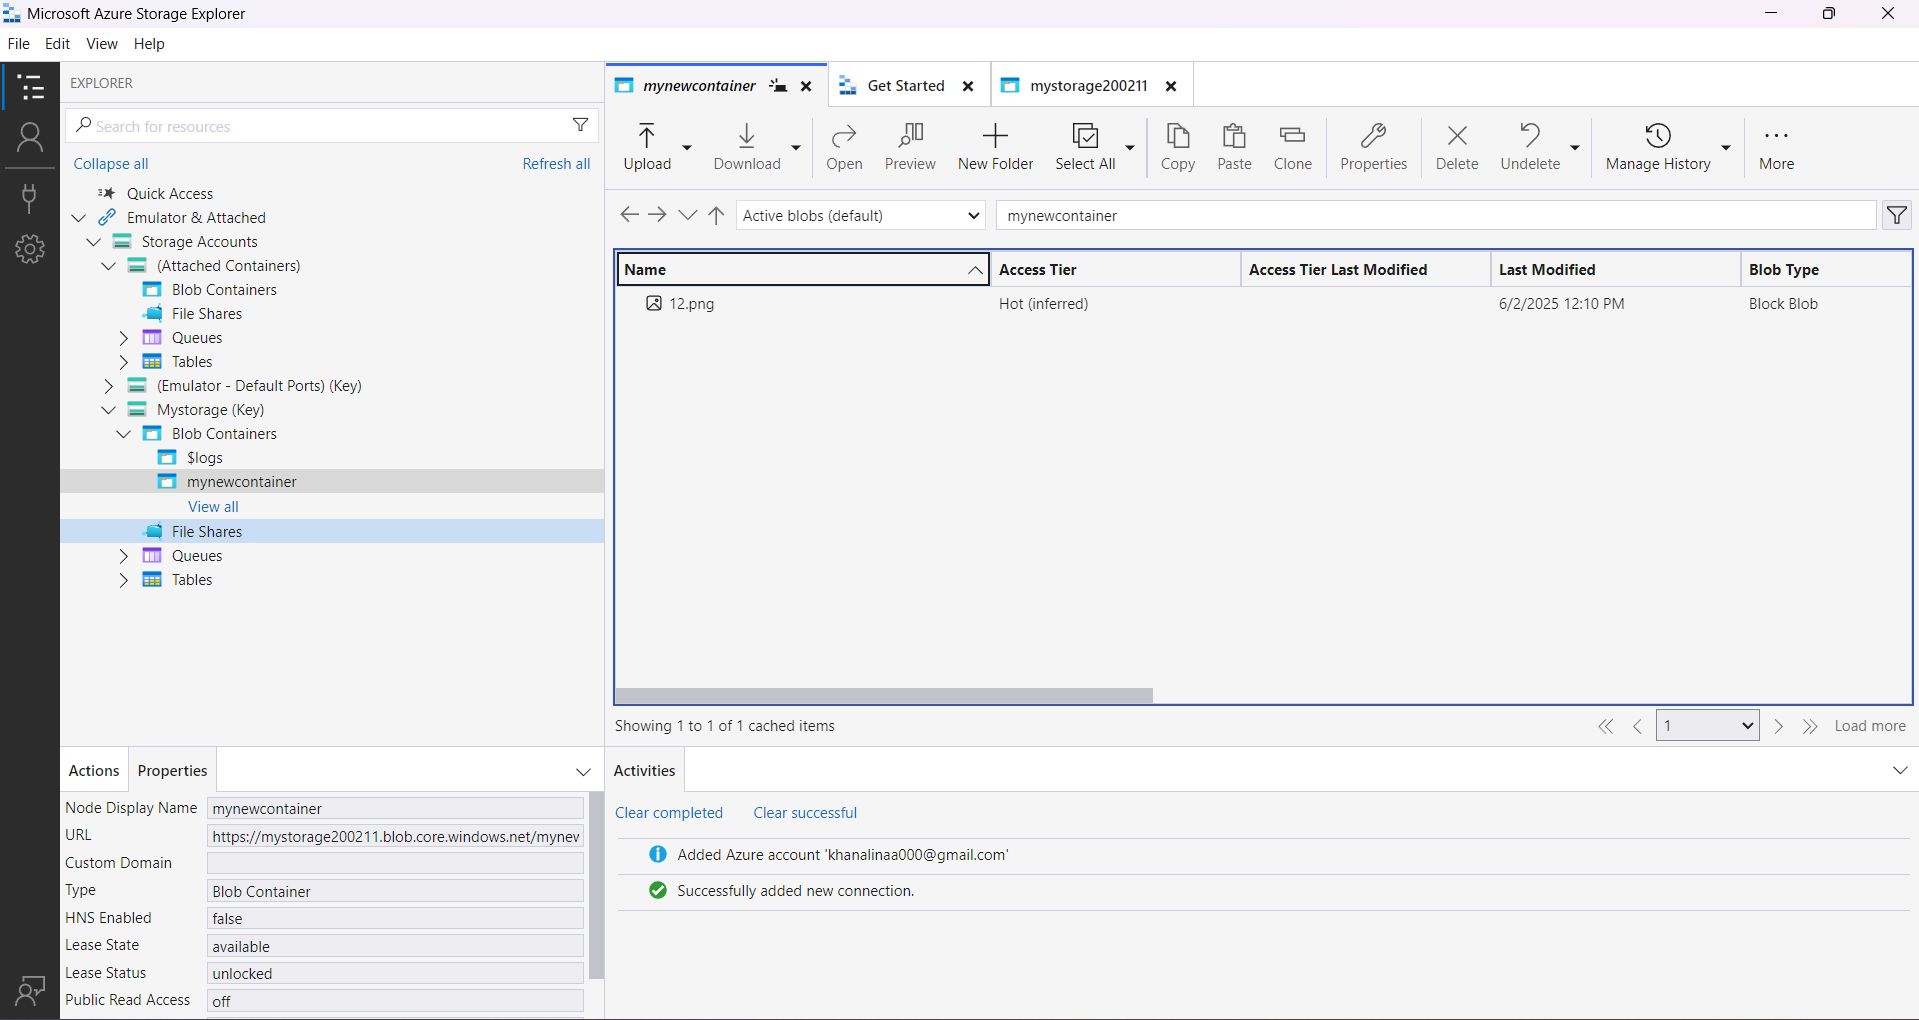 Microsoft Azure Storage Explorer
File Edit View Help
EXPLORER
Search for resources
Collapse all Refresh all
Quick Access
Emulator & Attached
Storage Accounts
(Attached Containers)
Blob Containers
File Shares
Queues
Tables
(Emulator - Default Ports) (Key)
Mystorage (Key)
Blob Containers
$logs
mynewcontainer
View all
File Shares
Queues
Tables
Actions Properties
Node Display Name mynewcontainer
URL https://mystorage200211.blob.core.windows.net/mynew
Custom Domain
Type Blob Container
HNS Enabled false
Lease State available
Lease Status unlocked
Public Read Access off
mynewcontainer Get Started mystorage200211
Upload Download Open Preview New Folder Select All Copy Paste Clone Properties Delete Undelete Manage History More
Active blobs (default) mynewcontainer
Name Access Tier Access Tier Last Modified Last Modified Blob Type
12.png Hot (inferred) 6/2/2025 12:10 PM Block Blob
Showing 1 to 1 of 1 cached items 1 Load more
Activities
Clear completed Clear successful
Added Azure account 'khanalinaa000@gmail.com'
Successfully added new connection.